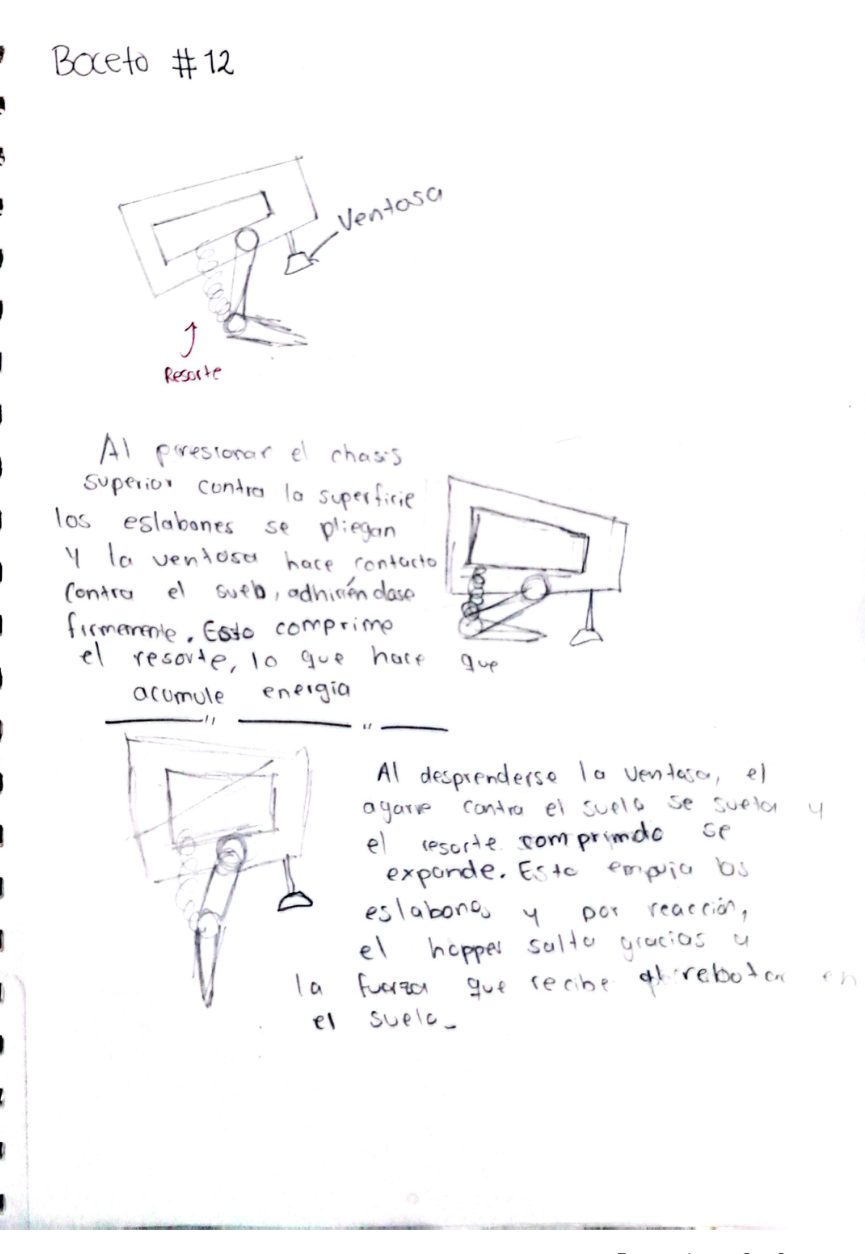 Boceto #12
Ventosa
Resorte
Al presionar el chasis
superior contra la superficie
los eslabones se pliegan
y la ventosa hace contacto
contra el suelo, adhiriéndose
firmemente. Esto comprime
el resorte, lo que hace que
acumule energía
Al desprenderse la ventosa, el
agarre contra el suelo se suelta y
el resorte comprimido se
expande. Esto empuja los
eslabones y por reacción,
el hopper salta gracias a
la fuerza que recibe al rebotar en
el suelo.